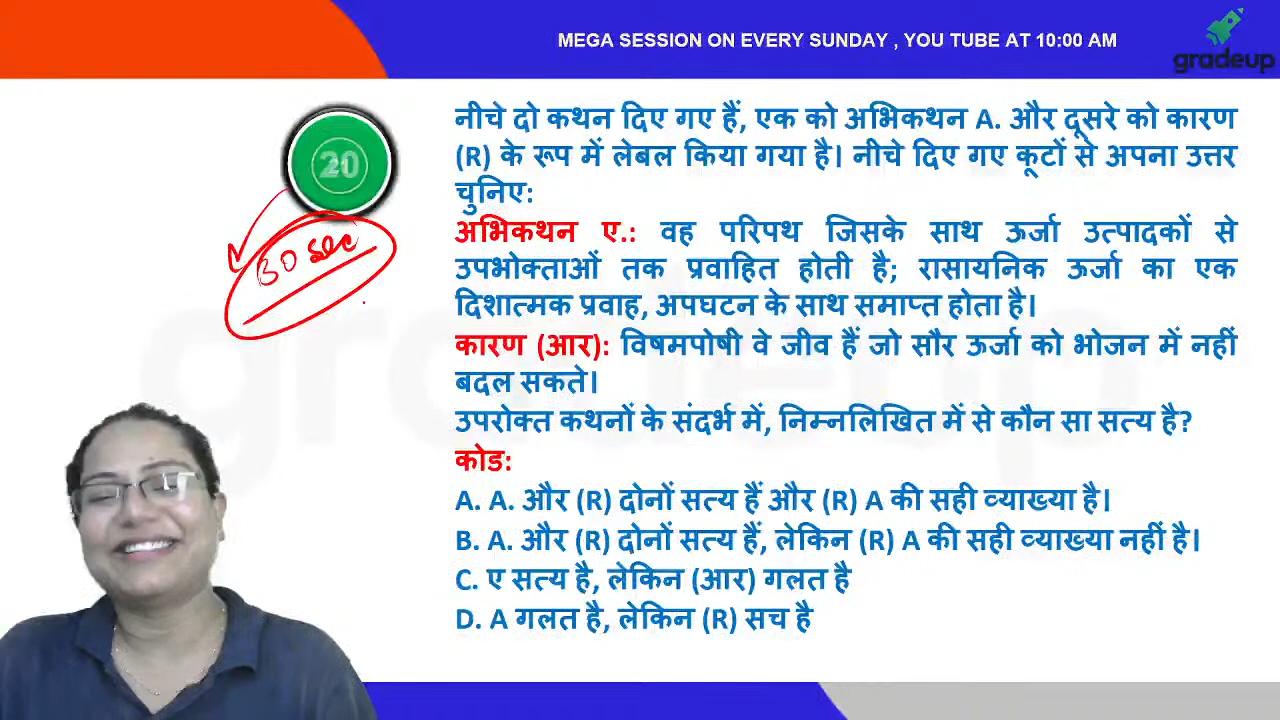 MEGA SESSION ON EVERY SUNDAY , YOU TUBE AT 10:00 AM
gradeup
20
30 sec
नीचे दो कथन दिए गए हैं, एक को अभिकथन A. और दूसरे को कारण
(R) के रूप में लेबल किया गया है। नीचे दिए गए कूटों से अपना उत्तर
चुनिए:
अभिकथन ए.: वह परिपथ जिसके साथ ऊर्जा उत्पादकों से
उपभोक्ताओं तक प्रवाहित होती है; रासायनिक ऊर्जा का एक
दिशात्मक प्रवाह, अपघटन के साथ समाप्त होता है।
कारण (आर): विषमपोषी वे जीव हैं जो सौर ऊर्जा को भोजन में नहीं
बदल सकते।
उपरोक्त कथनों के संदर्भ में, निम्नलिखित में से कौन सा सत्य है?
कोड:
A. A. और (R) दोनों सत्य हैं और (R) A की सही व्याख्या है।
B. A. और (R) दोनों सत्य हैं, लेकिन (R) A की सही व्याख्या नहीं है।
C. ए सत्य है, लेकिन (आर) गलत है
D. A गलत है, लेकिन (R) सच है
gradeup